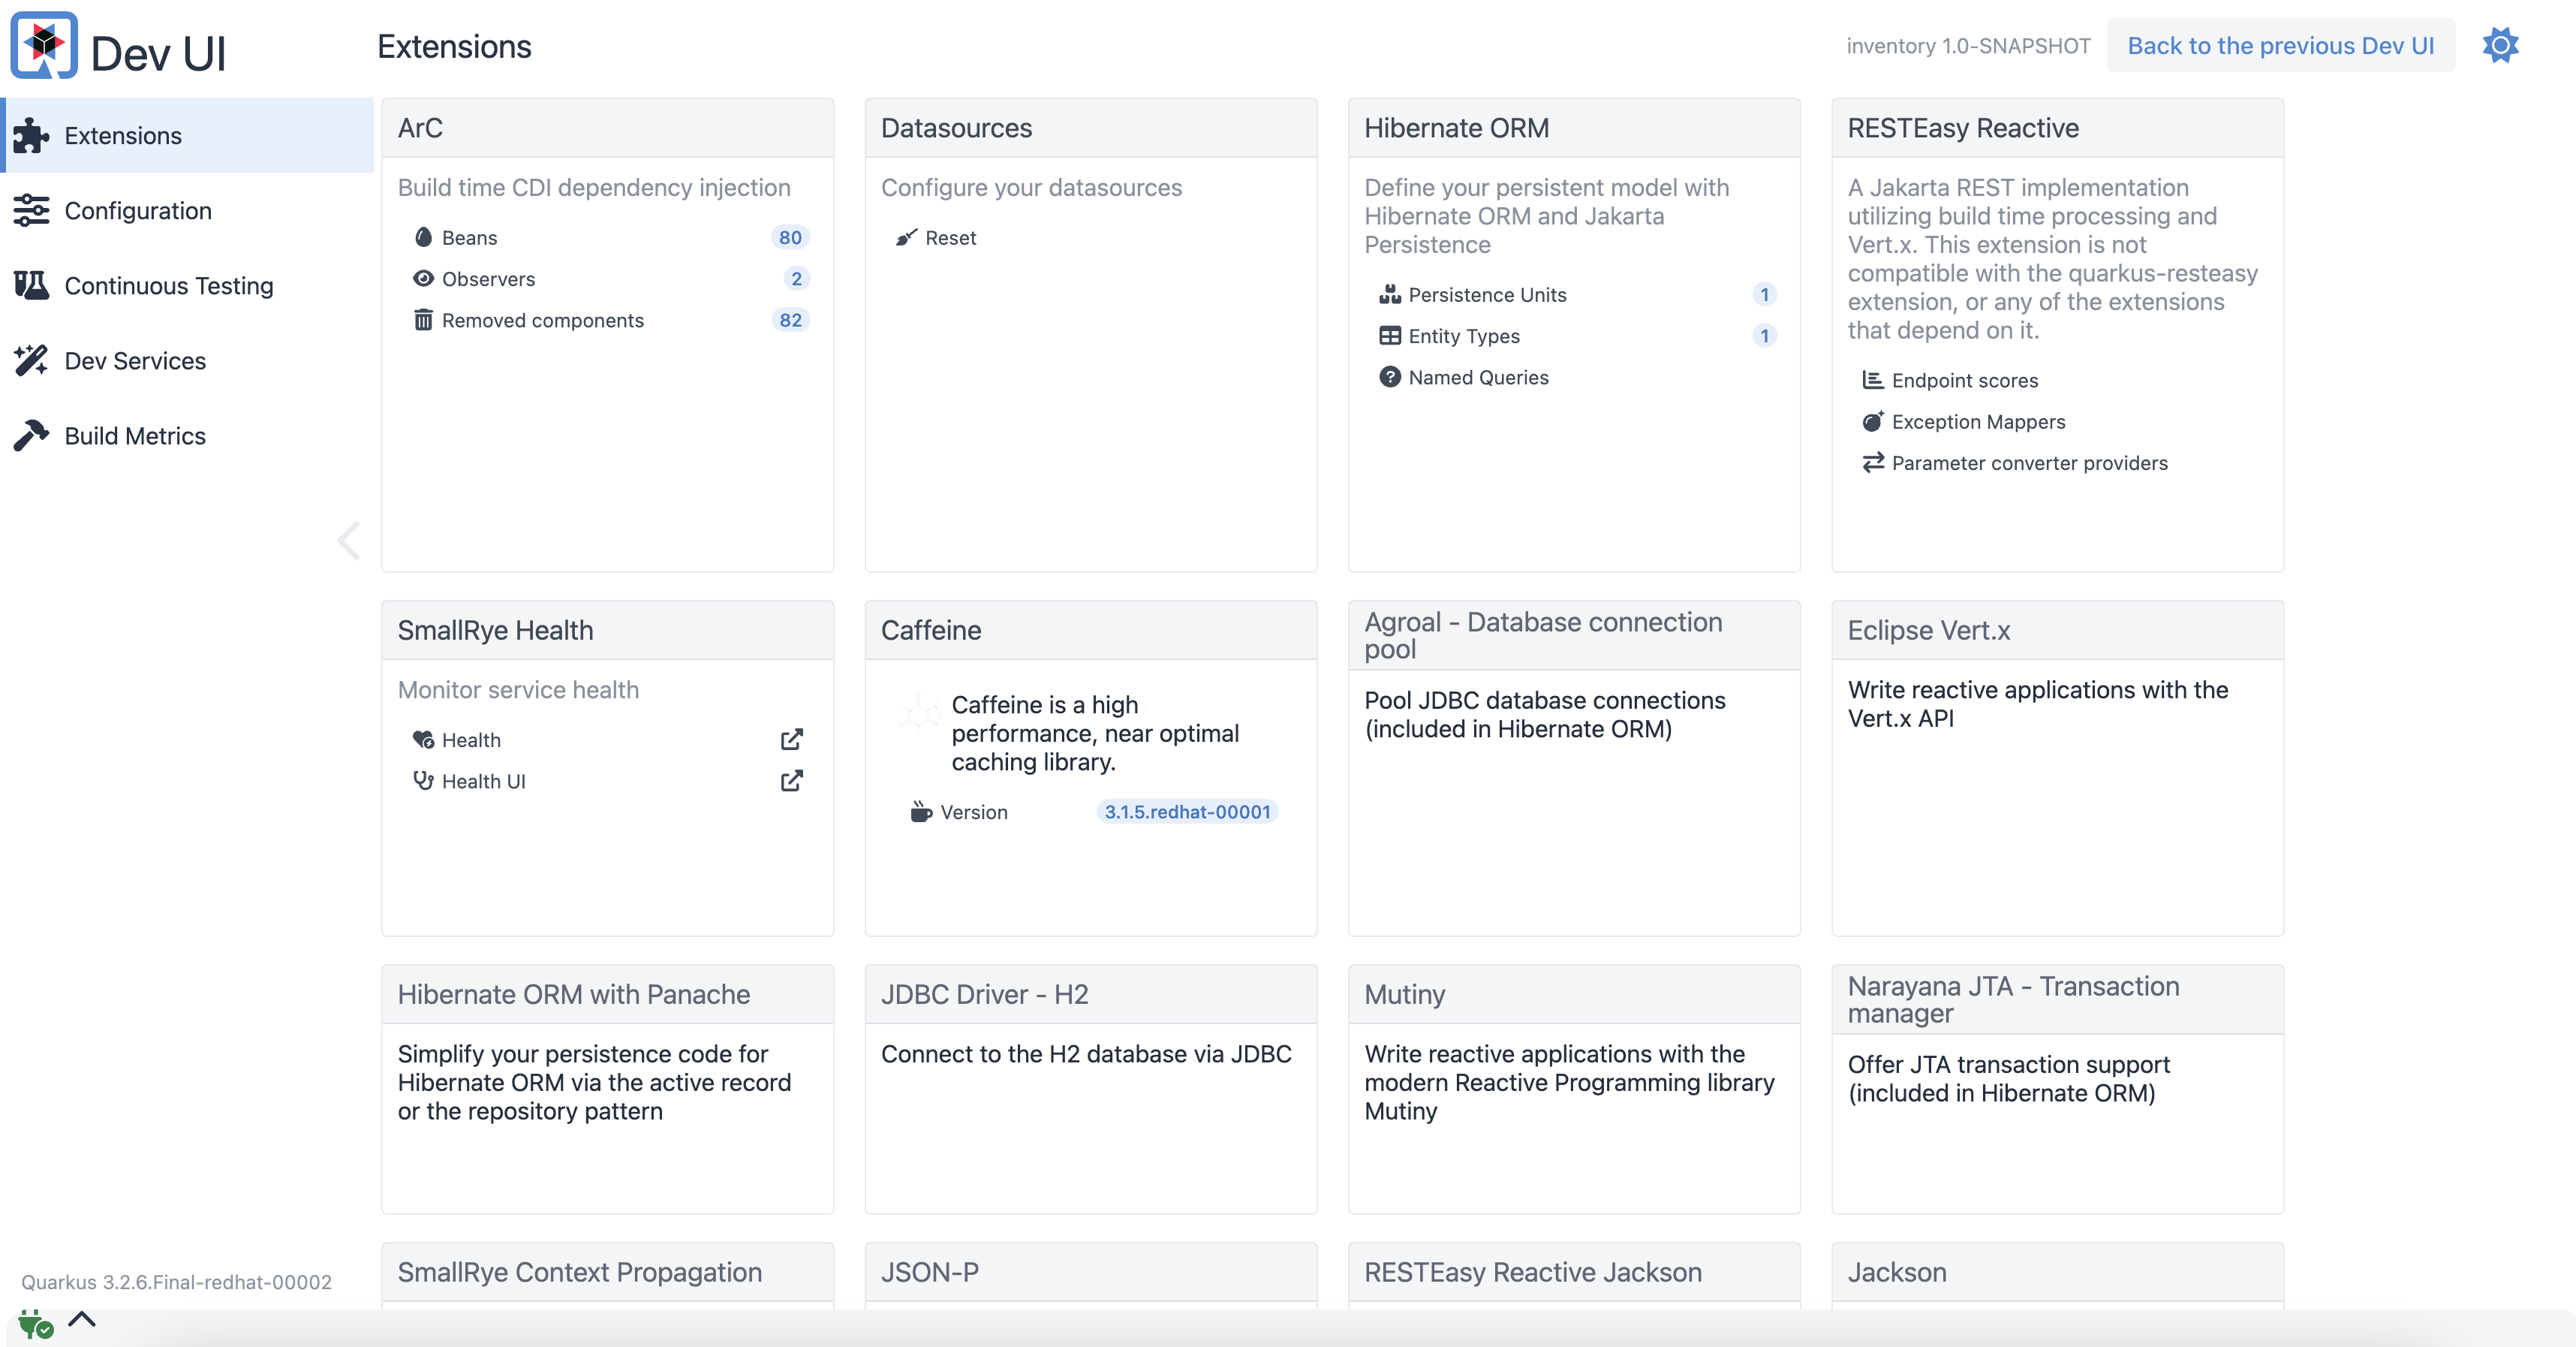 Dev UI
Extensions
inventory 1.0-SNAPSHOT
Back to the previous Dev UI
Extensions
Configuration
Continuous Testing
Dev Services
Build Metrics
ArC
Build time CDI dependency injection
Beans 80
Observers 2
Removed components 82
Datasources
Configure your datasources
Reset
Hibernate ORM
Define your persistent model with
Hibernate ORM and Jakarta
Persistence
Persistence Units 1
Entity Types 1
Named Queries
RESTEasy Reactive
A Jakarta REST implementation
utilizing build time processing and
Vert.x. This extension is not
compatible with the quarkus-resteasy
extension, or any of the extensions
that depend on it.
Endpoint scores
Exception Mappers
Parameter converter providers
SmallRye Health
Monitor service health
Health
Health UI
Caffeine
Caffeine is a high
performance, near optimal
caching library.
Version 3.1.5.redhat-00001
Agroal - Database connection
pool
Pool JDBC database connections
(included in Hibernate ORM)
Eclipse Vert.x
Write reactive applications with the
Vert.x API
Hibernate ORM with Panache
Simplify your persistence code for
Hibernate ORM via the active record
or the repository pattern
JDBC Driver - H2
Connect to the H2 database via JDBC
Mutiny
Write reactive applications with the
modern Reactive Programming library
Mutiny
Narayana JTA - Transaction
manager
Offer JTA transaction support
(included in Hibernate ORM)
SmallRye Context Propagation
JSON-P
RESTEasy Reactive Jackson
Jackson
Quarkus 3.2.6.Final-redhat-00002